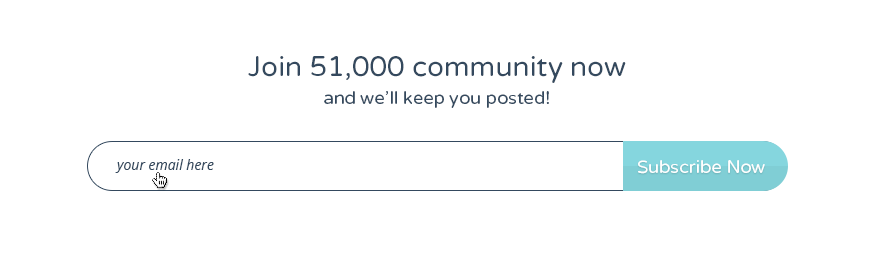 Join 51,000 community now
and we'll keep you posted!
your email here
Subscribe Now